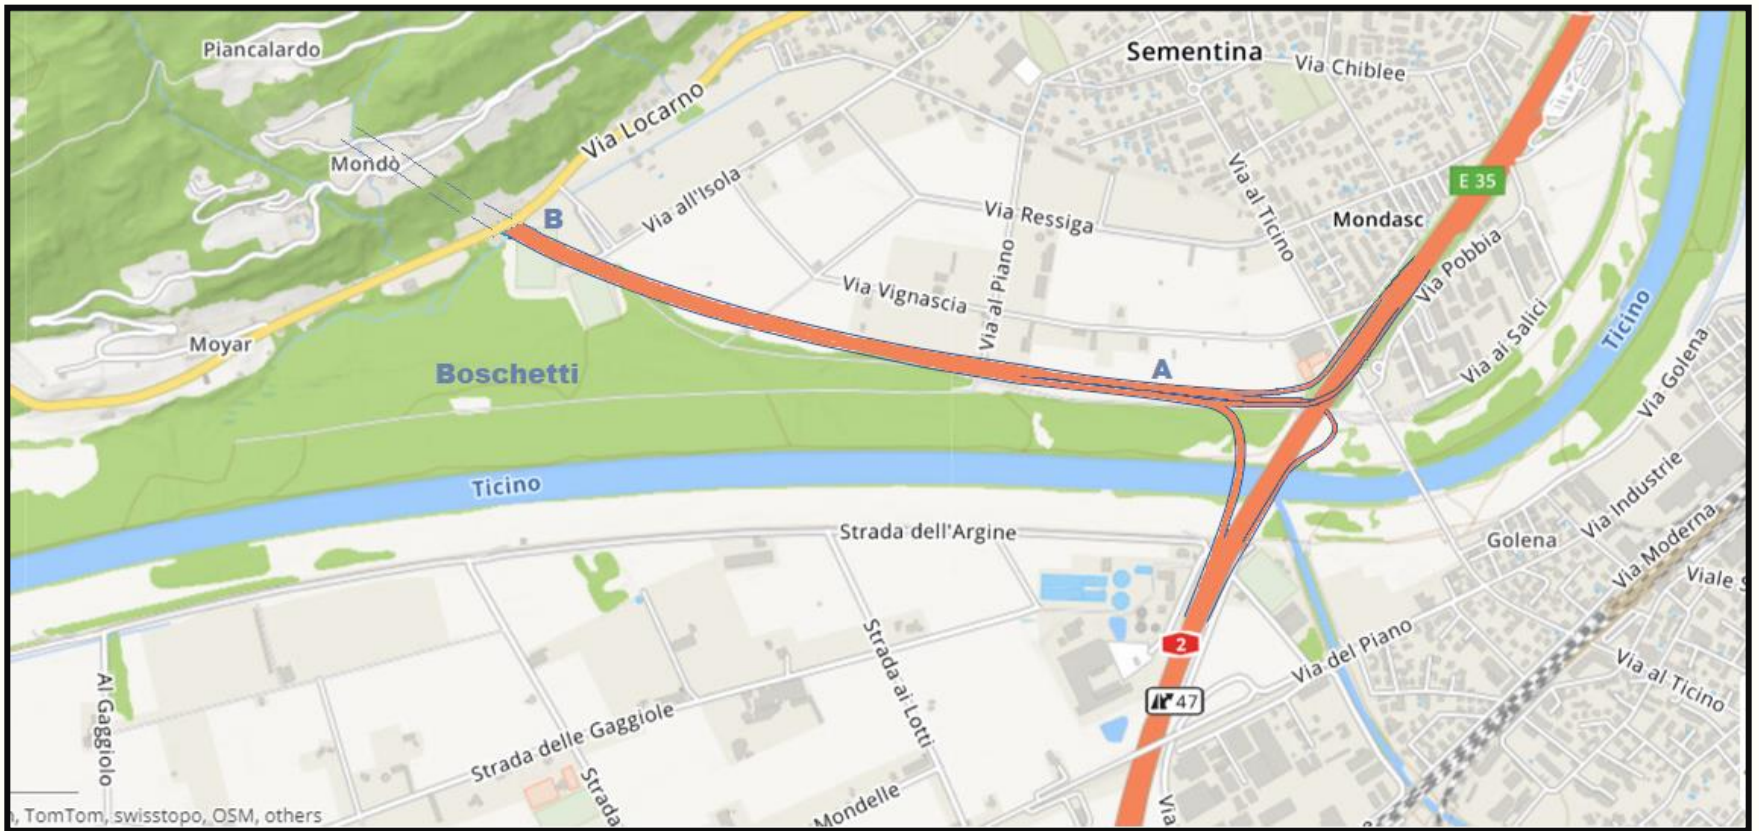 Piancalardo
Sementina
Via Chiblee
Via Locarno
Mondò
Via al Ticino
E 35
Via all'Isola
Via Ressiga
Mondasc
B
Via Pobbia
Via al Piano
Via Vignascia
Ticino
Via ai Salici
Via Golena
Moyar
Boschetti
A
Ticino
Via Industrie
Strada dell'Argine
Golena
Via Moderna
Viale S
2
Via del Piano
Strada ai Lotti
Via al Ticino
Al Gaggiolo
47
Strada delle Gaggiole
Strada
Mondelle
Via
, TomTom, swisstopo, OSM, others